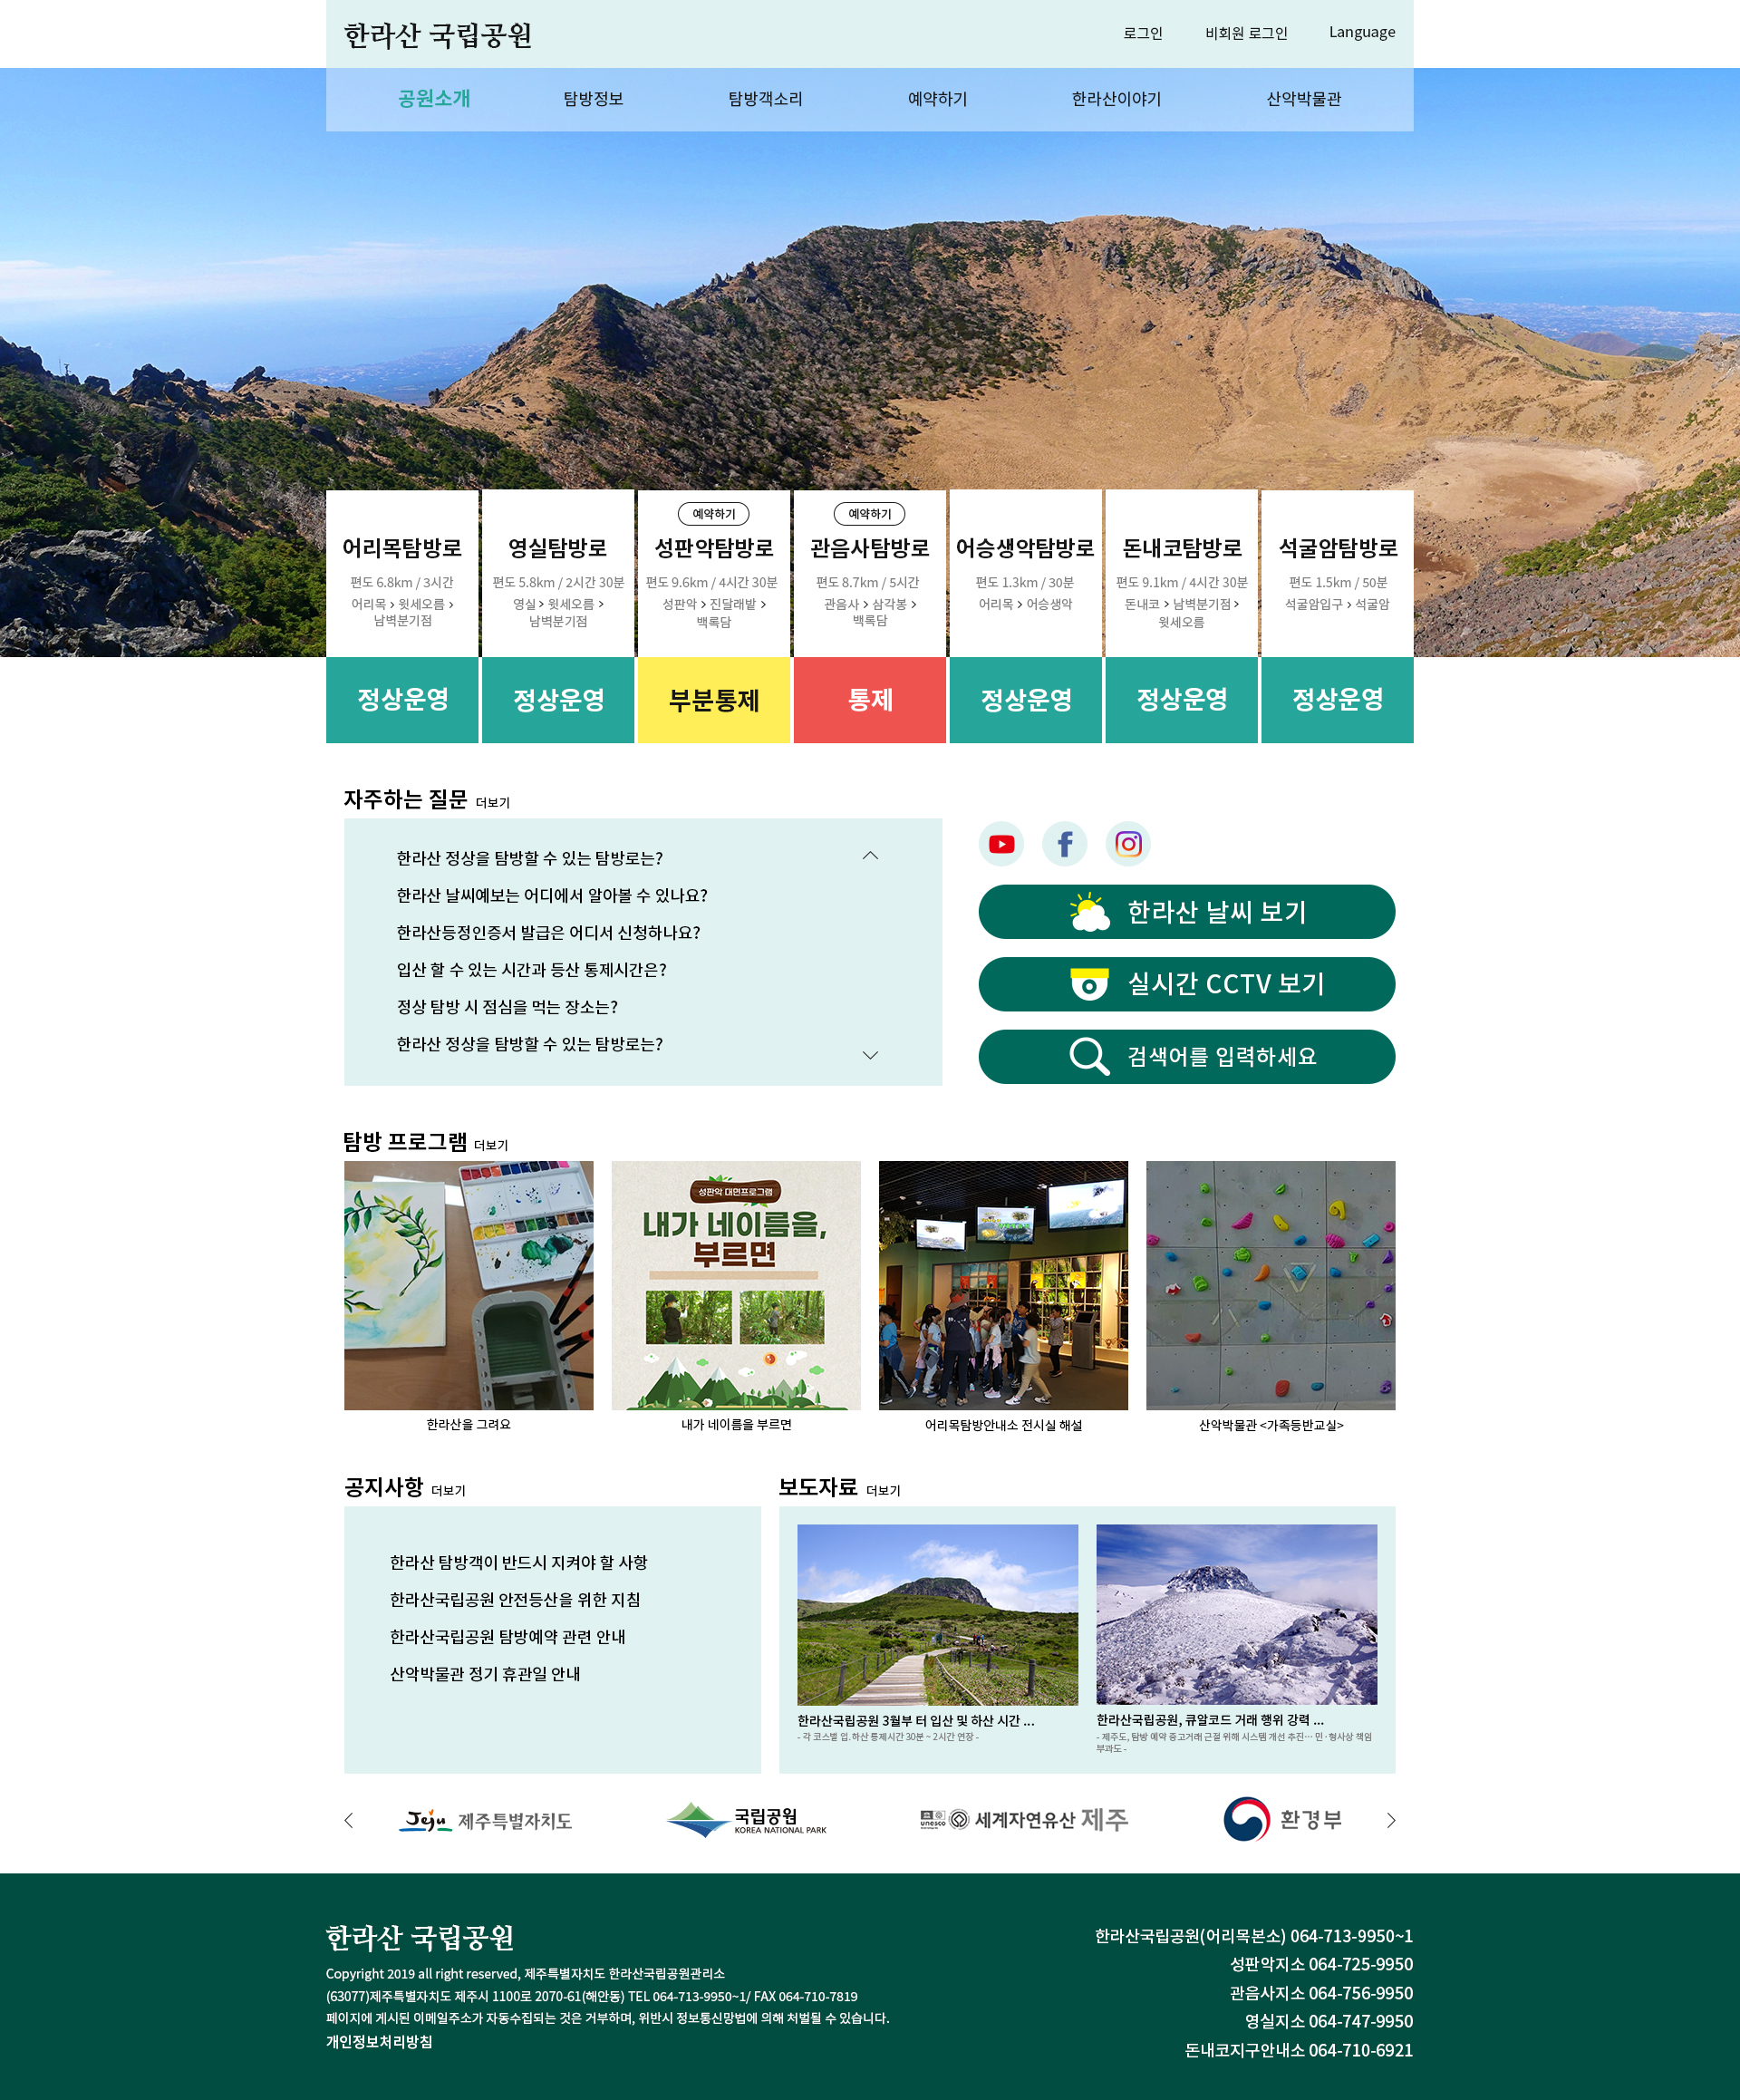 한라산 국립공원
로그인
비회원 로그인
Language
공원소개
탐방정보
탐방객소리
예약하기
한라산이야기
산악박물관
어리목탐방로
편도 6.8km / 3시간
어리목 > 윗세오름 >
남벽분기점
정상운영
영실탐방로
편도 5.8km / 2시간 30분
영실 > 윗세오름 >
남벽분기점
정상운영
예약하기
성판악탐방로
편도 9.6km / 4시간 30분
성판악 > 진달래밭 >
백록담
부분통제
예약하기
관음사탐방로
편도 8.7km / 5시간
관음사 > 삼각봉 >
백록담
통제
어승생악탐방로
편도 1.3km / 30분
어리목 > 어승생악
정상운영
돈내코탐방로
편도 9.1km / 4시간 30분
돈내코 > 남벽분기점 >
윗세오름
정상운영
석굴암탐방로
편도 1.5km / 50분
석굴암입구 > 석굴암
정상운영
자주하는 질문 더보기
한라산 정상을 탐방할 수 있는 탐방로는?
한라산 날씨예보는 어디에서 알아볼 수 있나요?
한라산등정인증서 발급은 어디서 신청하나요?
입산 할 수 있는 시간과 등산 통제시간은?
정상 탐방 시 점심을 먹는 장소는?
한라산 정상을 탐방할 수 있는 탐방로는?
한라산 날씨 보기
실시간 CCTV 보기
검색어를 입력하세요
탐방 프로그램 더보기
성판악 대면프로그램
내가 네이름을,
부르면
한라산을 그려요
내가 네이름을 부르면
어리목탐방안내소 전시실 해설
산악박물관 <가족등반교실>
공지사항 더보기
한라산 탐방객이 반드시 지켜야 할 사항
한라산국립공원 안전등산을 위한 지침
한라산국립공원 탐방예약 관련 안내
산악박물관 정기 휴관일 안내
보도자료 더보기
한라산국립공원 3월부 터 입산 및 하산 시간 ...
- 각 코스별 입.하산 통제시간 30분 ~ 2시간 연장 -
한라산국립공원, 큐알코드 거래 행위 강력 ...
- 제주도, 탐방 예약 중고거래 근절 위해 시스템 개선 추진… 민·형사상 책임
부과도 -
Jeju 제주특별자치도
국립공원
KOREA NATIONAL PARK
unesco 세계자연유산 제주
환경부
한라산 국립공원
Copyright 2019 all right reserved, 제주특별자치도 한라산국립공원관리소
(63077)제주특별자치도 제주시 1100로 2070-61(해안동) TEL 064-713-9950~1/ FAX 064-710-7819
페이지에 게시된 이메일주소가 자동수집되는 것은 거부하며, 위반시 정보통신망법에 의해 처벌될 수 있습니다.
개인정보처리방침
한라산국립공원(어리목본소) 064-713-9950~1
성판악지소 064-725-9950
관음사지소 064-756-9950
영실지소 064-747-9950
돈내코지구안내소 064-710-6921